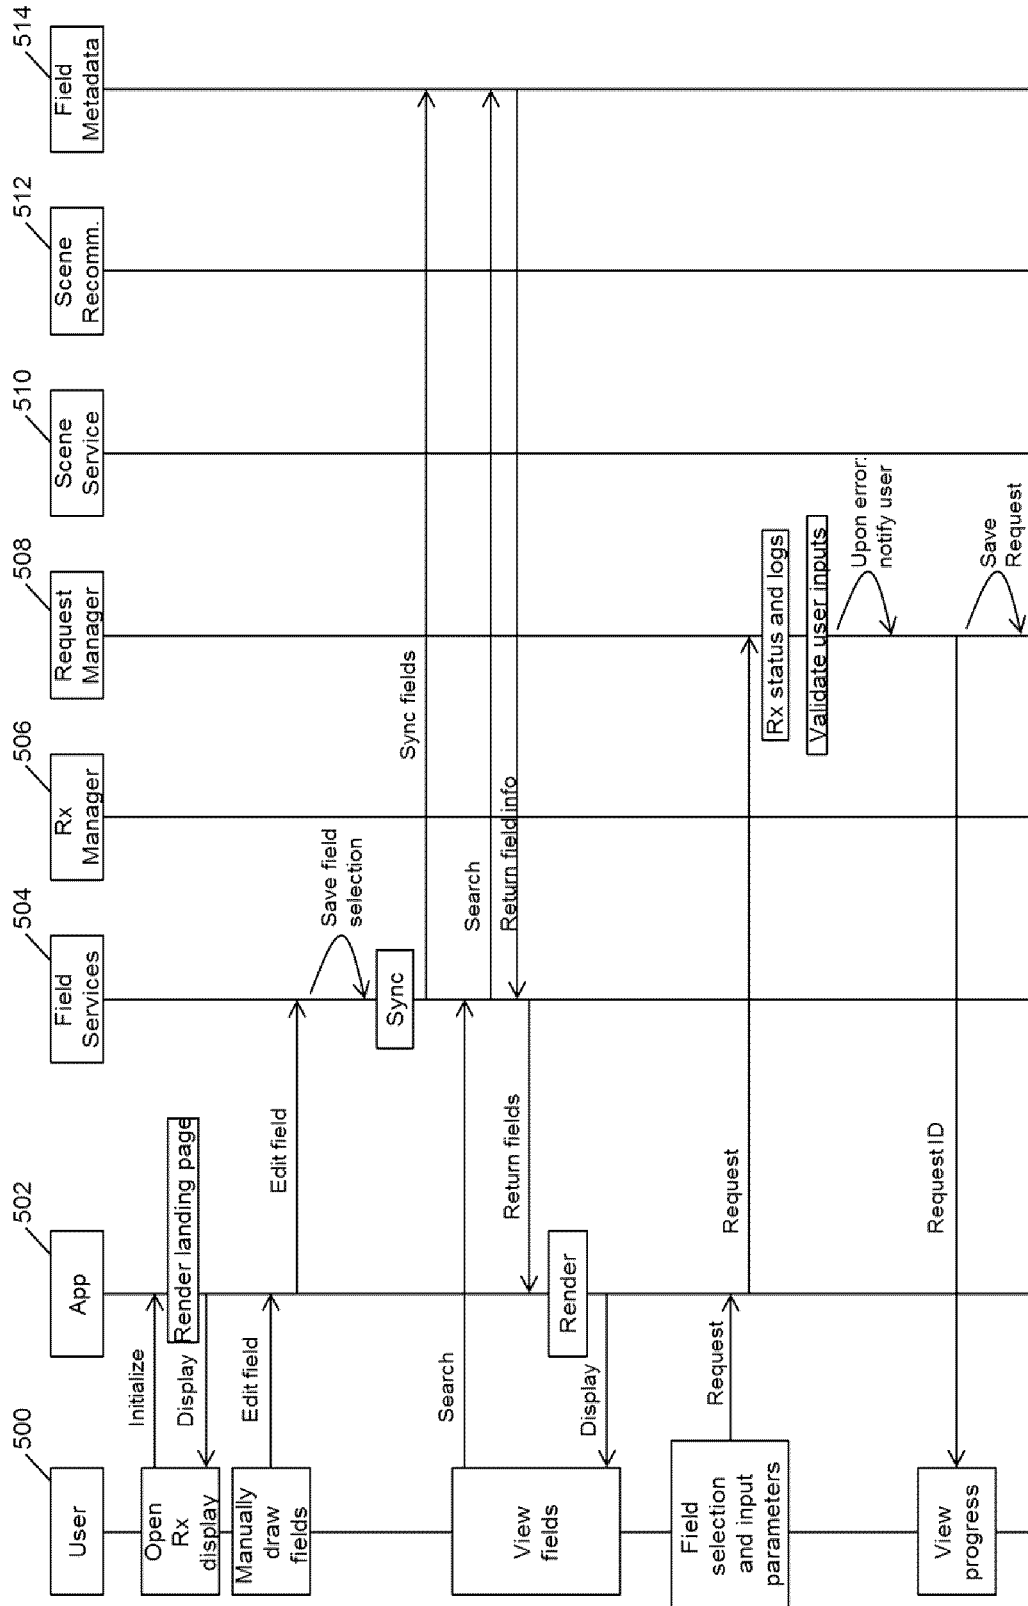 500
502
504
506
508
510
512
514
User
App
Field
Services
Rx
Manager
Request
Manager
Scene
Service
Scene
Recomm.
Field
Metadata
Open
Rx
display
Initialize
Render landing page
Display
Manually
draw
fields
Edit field
Edit field
Save field
selection
Sync
Sync fields
View
fields
Search
Search
Return field info
Return fields
Render
Display
Field
selection
and input
parameters
Request
Request
Rx status and logs
Validate user inputs
Upon error:
notify user
View
progress
Request ID
Save
Request